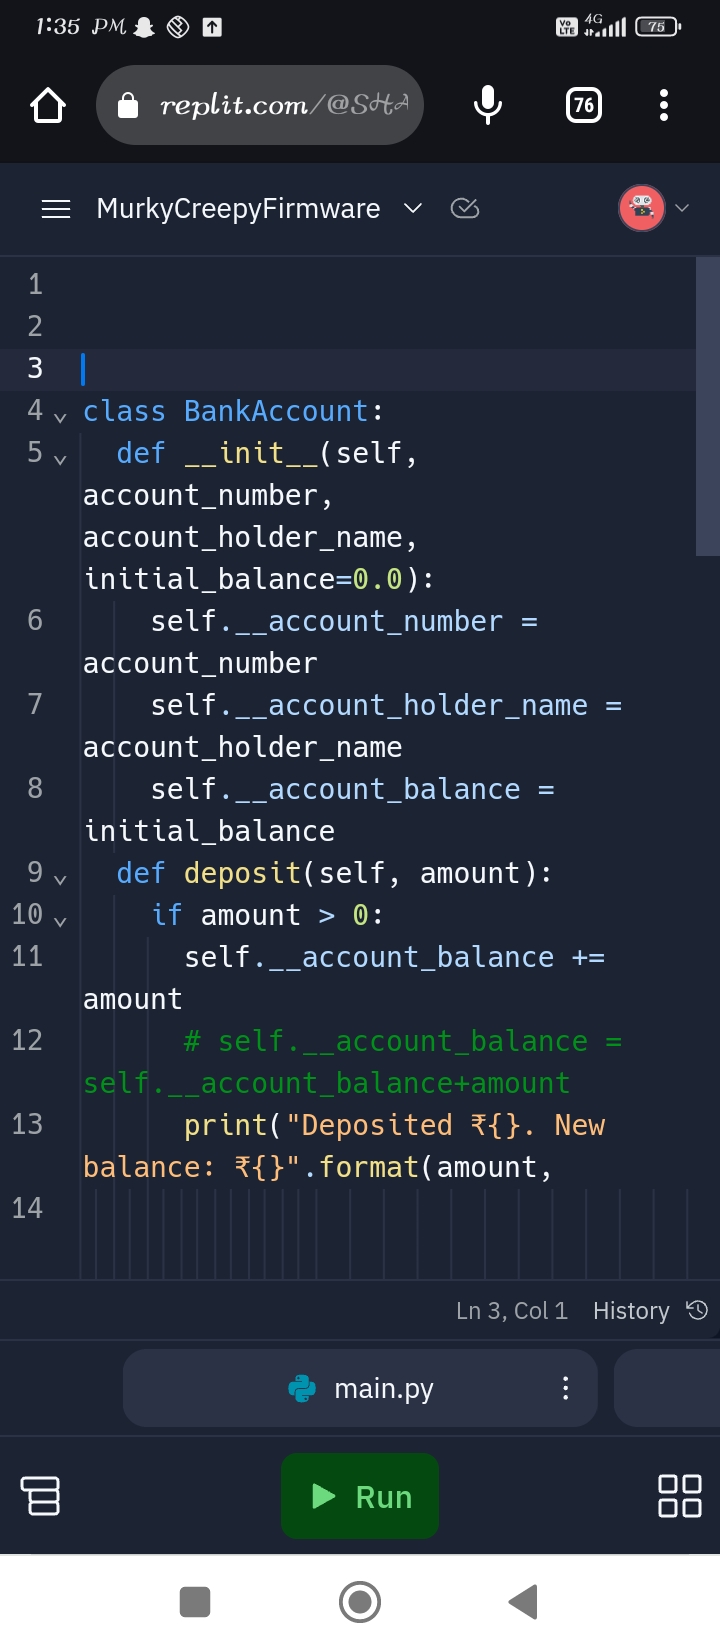 1:35 PM
Vo LTE 4G 75
replit.com/@SHA
76
MurkyCreepyFirmware
1
2
3
4 class BankAccount:
5 def __init__(self,
account_number,
account_holder_name,
initial_balance=0.0):
6 self.__account_number =
account_number
7 self.__account_holder_name =
account_holder_name
8 self.__account_balance =
initial_balance
9 def deposit(self, amount):
10 if amount > 0:
11 self.__account_balance +=
amount
12 # self.__account_balance =
self.__account_balance+amount
13 print("Deposited ₹{}. New
balance: ₹{}".format(amount,
14
Ln 3, Col 1 History
main.py
Run